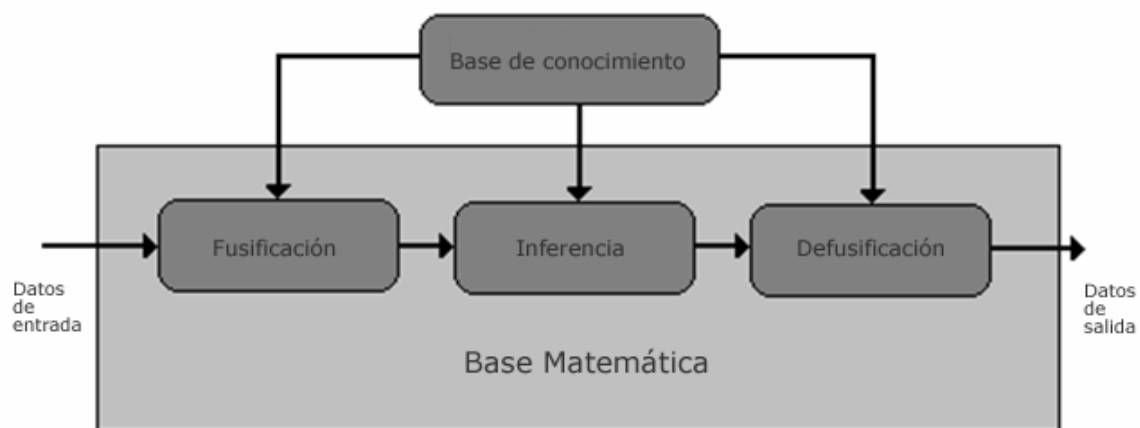 Base de conocimiento
Fusificación
Inferencia
Defusificación
Datos
de
entrada
Datos
de
salida
Base Matemática